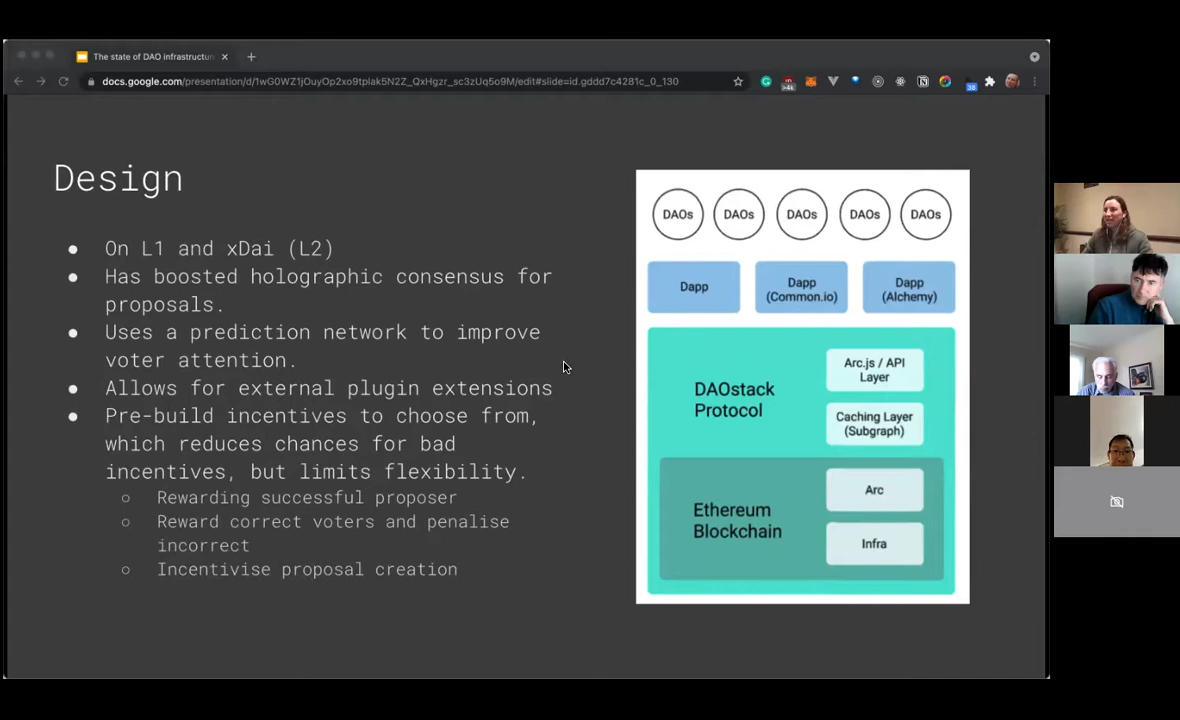 The state of DAO infrastructur
docs.google.com/presentation/d/1wG0WZ1jOuyOp2xo9tplak5N2Z_QxHgzr_sc3zUq5o9M/edit#slide=id.gddd7c4281c_0_130
>4k
38
Design
On L1 and xDai (L2)
Has boosted holographic consensus for
proposals.
Uses a prediction network to improve
voter attention.
Allows for external plugin extensions
Pre-build incentives to choose from,
which reduces chances for bad
incentives, but limits flexibility.
Rewarding successful proposer
Reward correct voters and penalise
incorrect
Incentivise proposal creation
DAOs
DAOs
DAOs
DAOs
DAOs
Dapp
Dapp
(Common.io)
Dapp
(Alchemy)
DAOstack
Protocol
Arc.js / API
Layer
Caching Layer
(Subgraph)
Ethereum
Blockchain
Arc
Infra